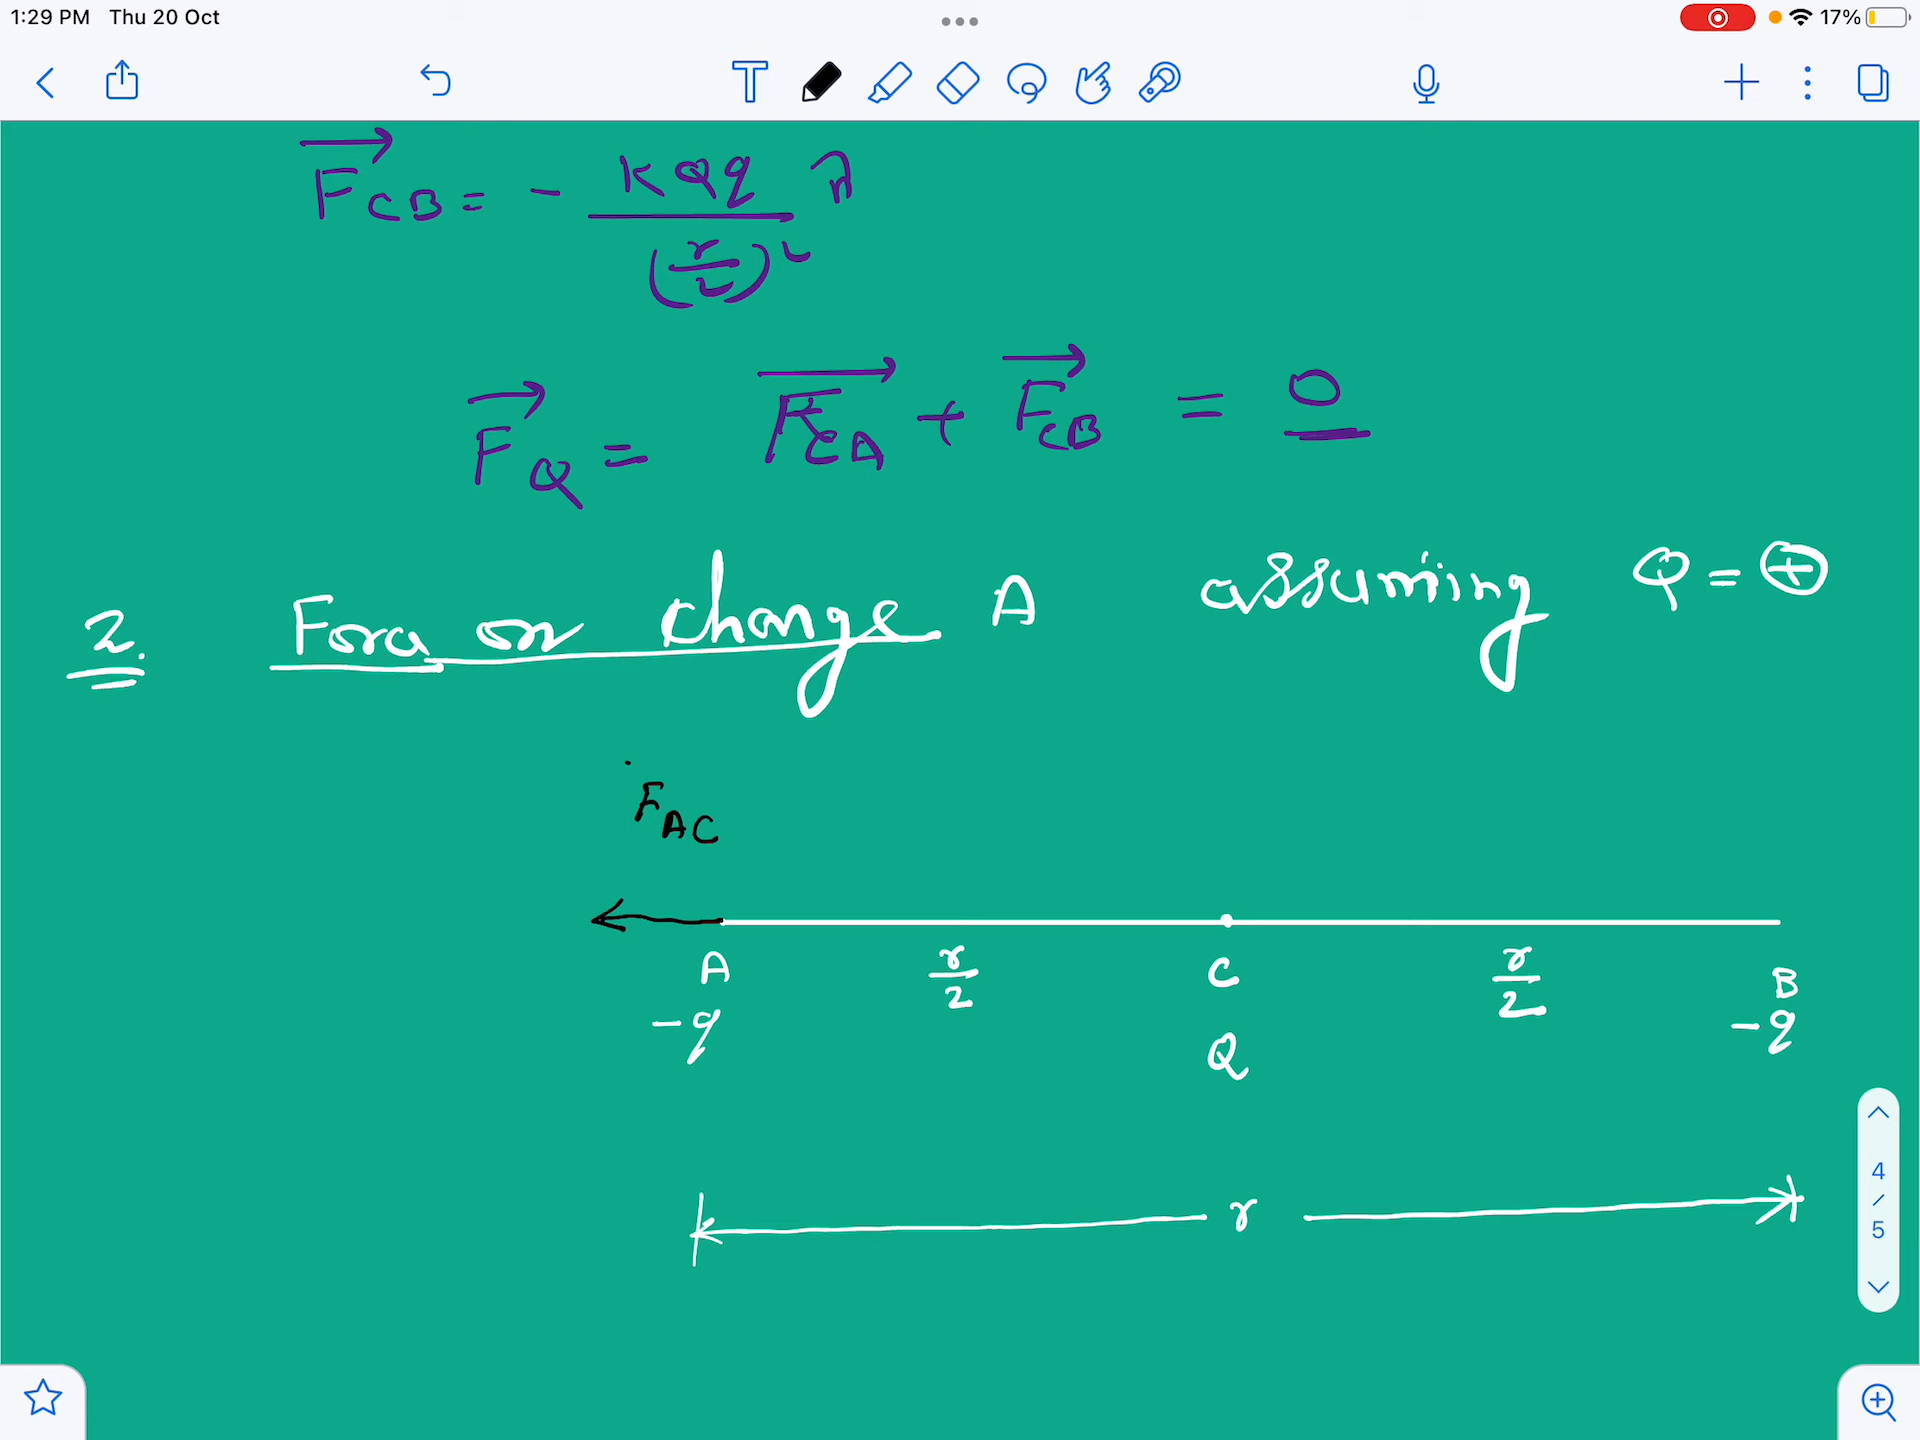 1:29 PM Thu 20 Oct
17%
T
F⃗CB = - KQq n̂
(r/2)²
F⃗Q = F⃗CA + F⃗CB = 0
2. Force on charge A assuming Q = ⊕
FAC
A r/2 C r/2 B
-q Q -q
r
4
/
5